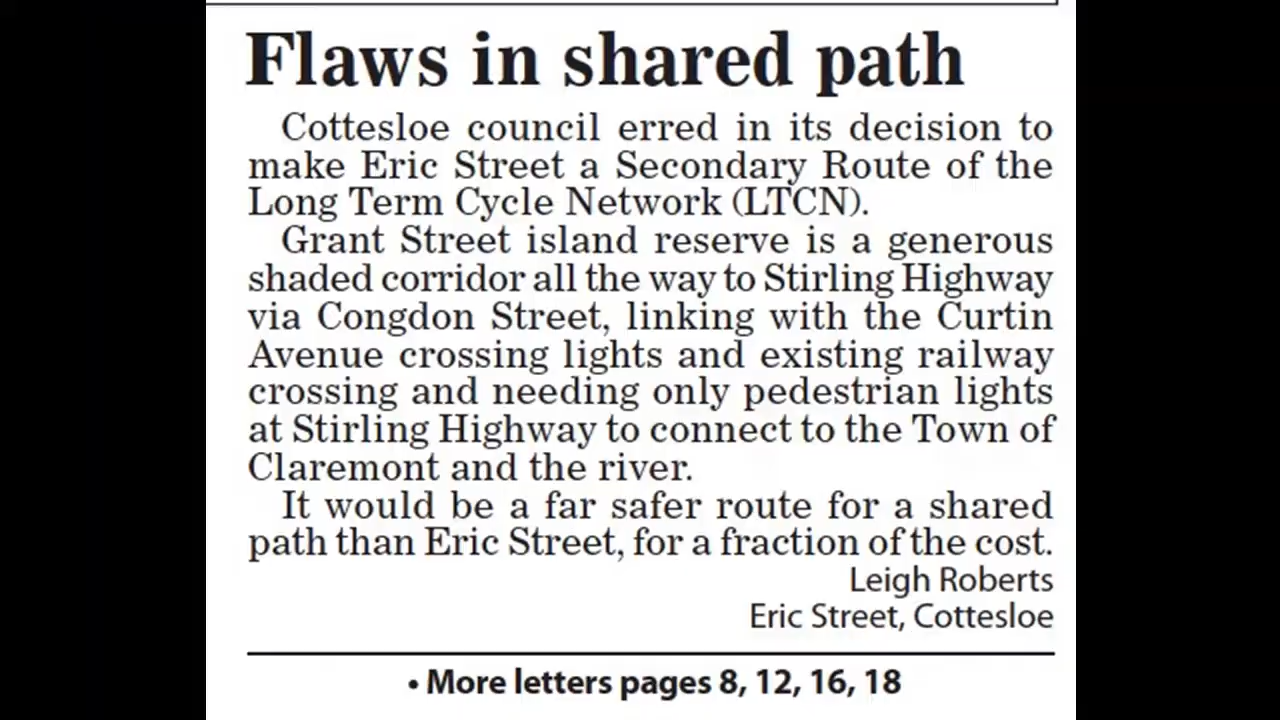 Flaws in shared path
Cottesloe council erred in its decision to
make Eric Street a Secondary Route of the
Long Term Cycle Network (LTCN).
Grant Street island reserve is a generous
shaded corridor all the way to Stirling Highway
via Congdon Street, linking with the Curtin
Avenue crossing lights and existing railway
crossing and needing only pedestrian lights
at Stirling Highway to connect to the Town of
Claremont and the river.
It would be a far safer route for a shared
path than Eric Street, for a fraction of the cost.
Leigh Roberts
Eric Street, Cottesloe
• More letters pages 8, 12, 16, 18